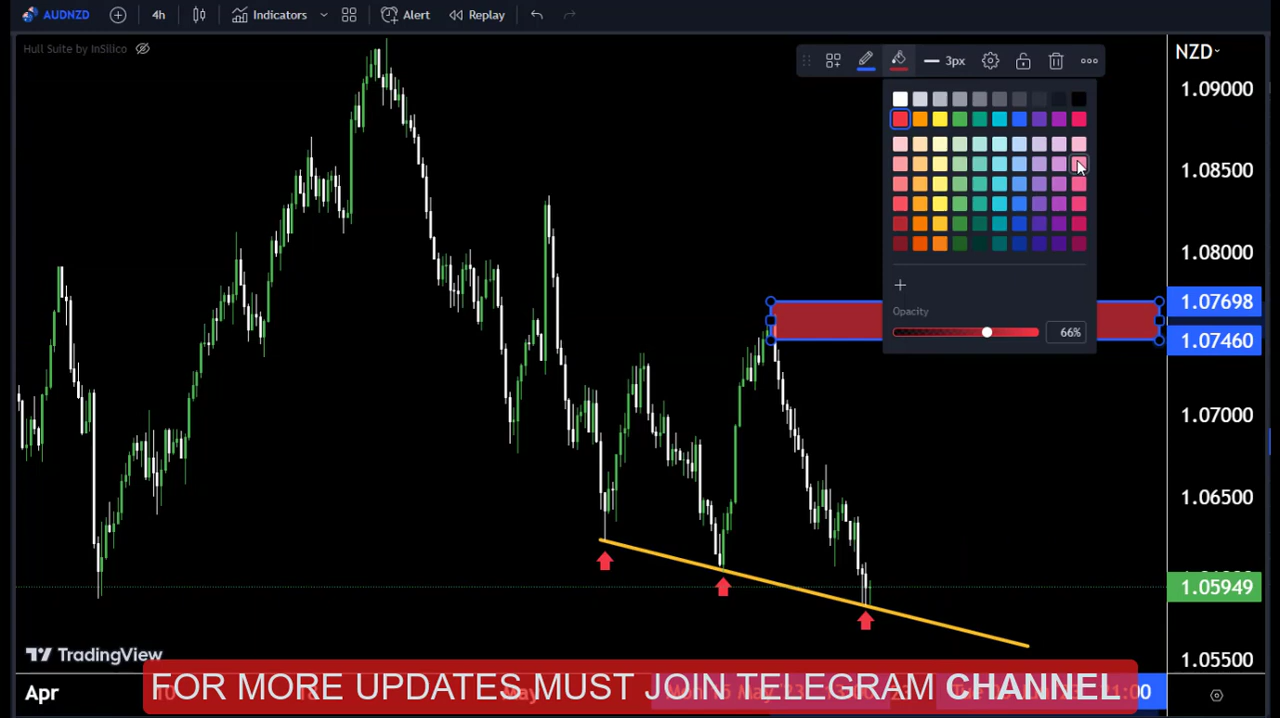 AUDNZD 4h Indicators Alert Replay
Hull Suite by InSilico
NZD
3px
1.09000
1.08500
1.08000
1.07698
Opacity
66%
1.07460
1.07000
1.06500
1.05949
1.05500
TradingView
FOR MORE UPDATES MUST JOIN TELEGRAM CHANNEL
Apr